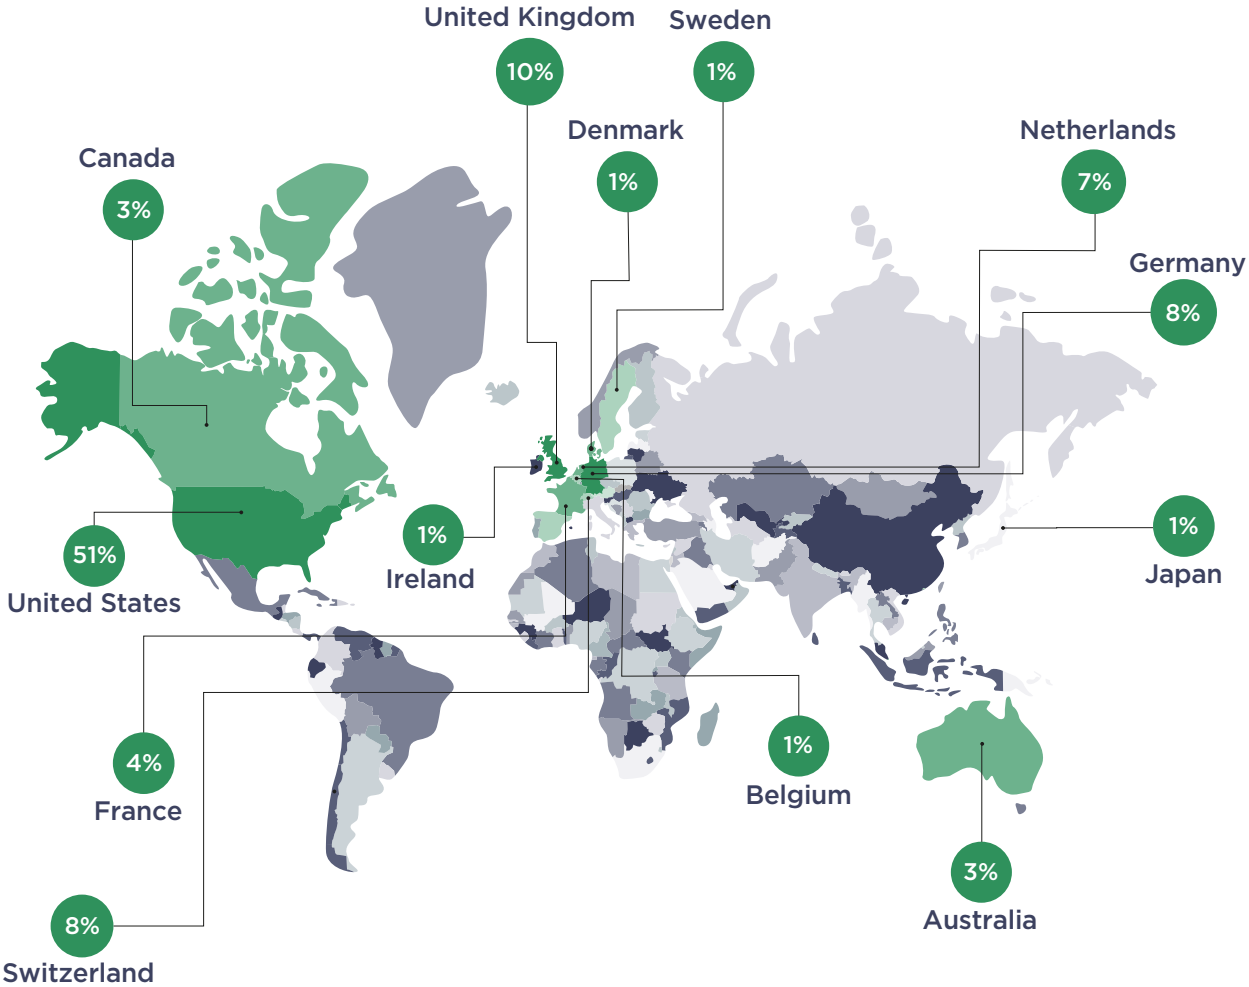 United Kingdom
10%
Sweden
1%
Denmark
1%
Netherlands
7%
Canada
3%
Germany
8%
51%
United States
1%
Ireland
1%
Japan
4%
France
1%
Belgium
3%
Australia
8%
Switzerland